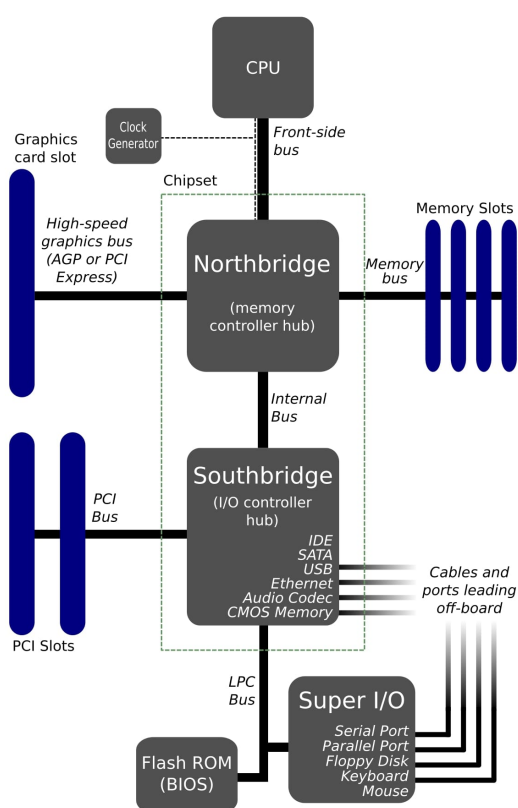 CPU
Clock
Generator
Front-side
bus
Graphics
card slot
Chipset
High-speed
graphics bus
(AGP or PCI
Express)
Northbridge
(memory
controller hub)
Memory Slots
Memory
bus
Internal
Bus
Southbridge
(I/O controller
hub)
PCI
Bus
IDE
SATA
USB
Ethernet
Audio Codec
CMOS Memory
Cables and
ports leading
off-board
PCI Slots
LPC
Bus
Super I/O
Serial Port
Parallel Port
Floppy Disk
Keyboard
Mouse
Flash ROM
(BIOS)